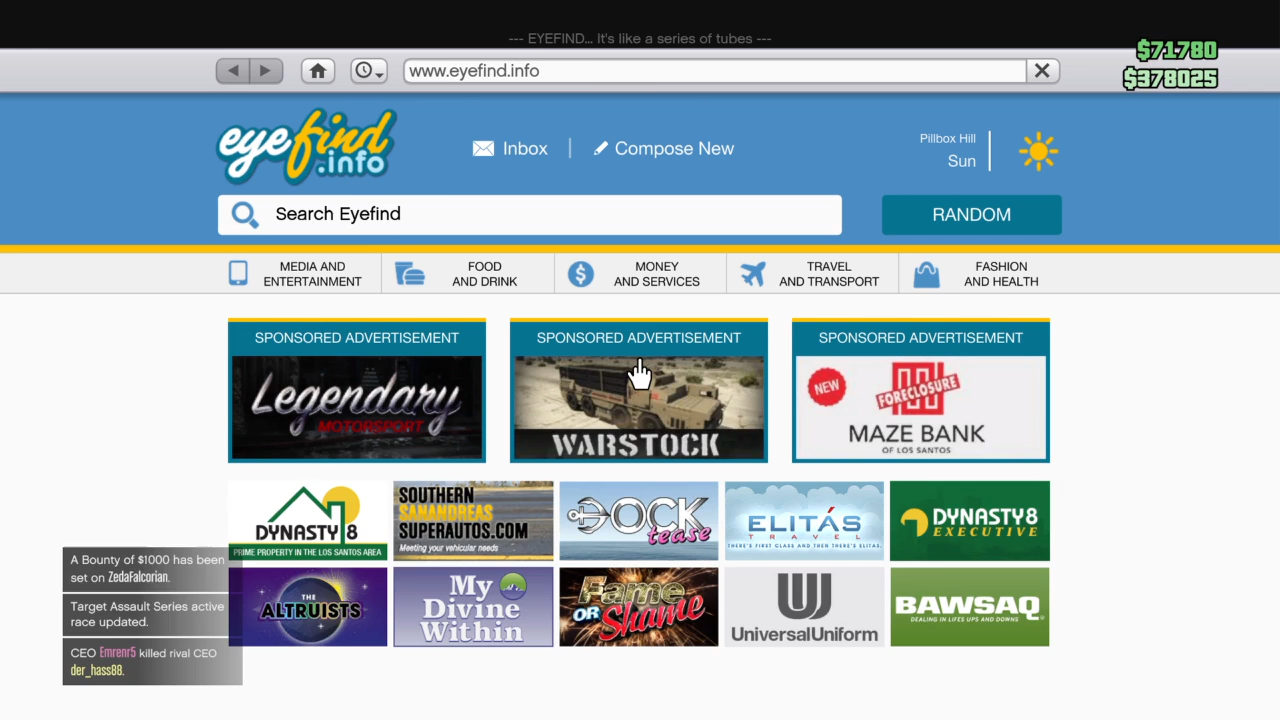 --- EYEFIND... It's like a series of tubes ---
$71780
www.eyefind.info
$378025
eyefind
.info
Inbox
Compose New
Pillbox Hill
Sun
Search Eyefind
RANDOM
MEDIA AND
ENTERTAINMENT
FOOD
AND DRINK
MONEY
AND SERVICES
TRAVEL
AND TRANSPORT
FASHION
AND HEALTH
SPONSORED ADVERTISEMENT
Legendary
MOTORSPORT
SPONSORED ADVERTISEMENT
WARSTOCK
SPONSORED ADVERTISEMENT
NEW
FORECLOSURE
MAZE BANK
OF LOS SANTOS
DYNASTY 8
PRIME PROPERTY IN THE LOS SANTOS AREA
SOUTHERN
SANANDREAS
SUPERAUTOS.COM
Meeting your vehicular needs
DOCK
tease
ELITÁS
TRAVEL
THERE'S FIRST CLASS AND THEN THERE'S ELITAS.
DYNASTY 8
EXECUTIVE
THE
ALTRUISTS
My
Divine
Within
Fame
OR Shame
UniversalUniform
BAWSAQ
DEALING IN LIFES UPS AND DOWNS
A Bounty of $1000 has been
set on ZedaFalcorian.
Target Assault Series active
race updated.
CEO Emrenr5 killed rival CEO
der_hass88.